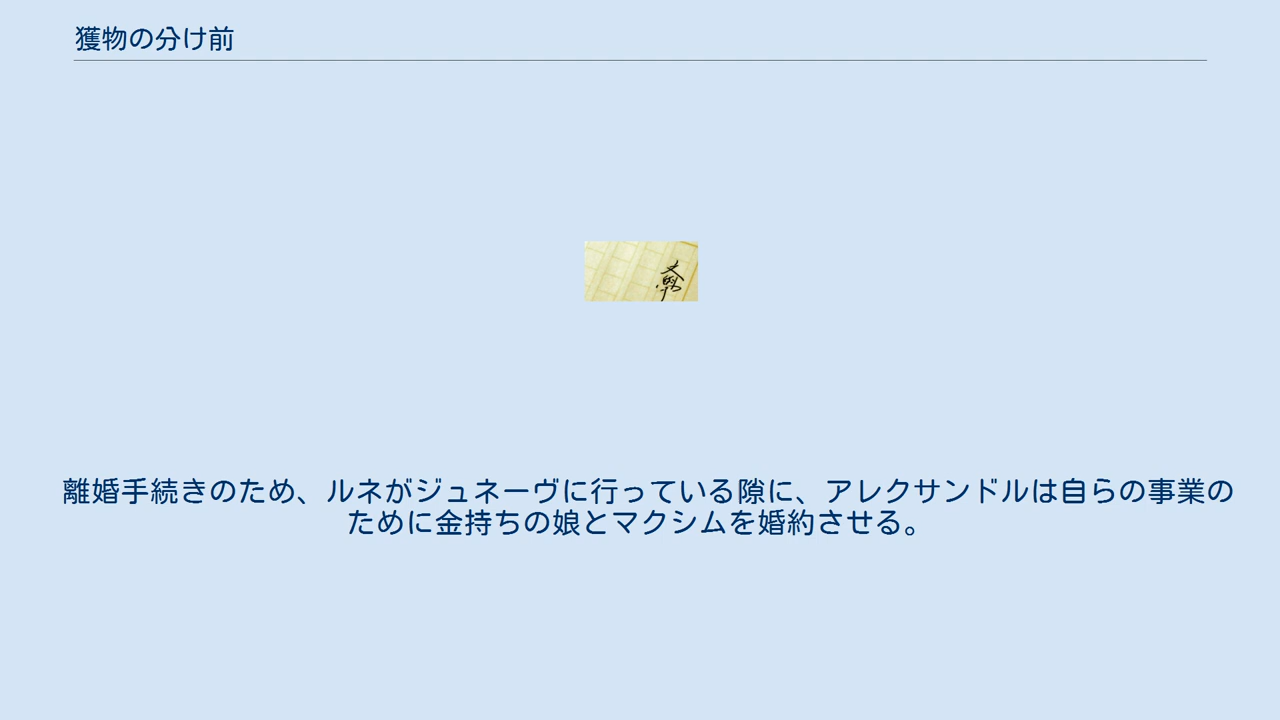 獲物の分け前
離婚手続きのため、ルネがジュネーヴに行っている隙に、アレクサンドルは自らの事業の
ために金持ちの娘とマクシムを婚約させる。